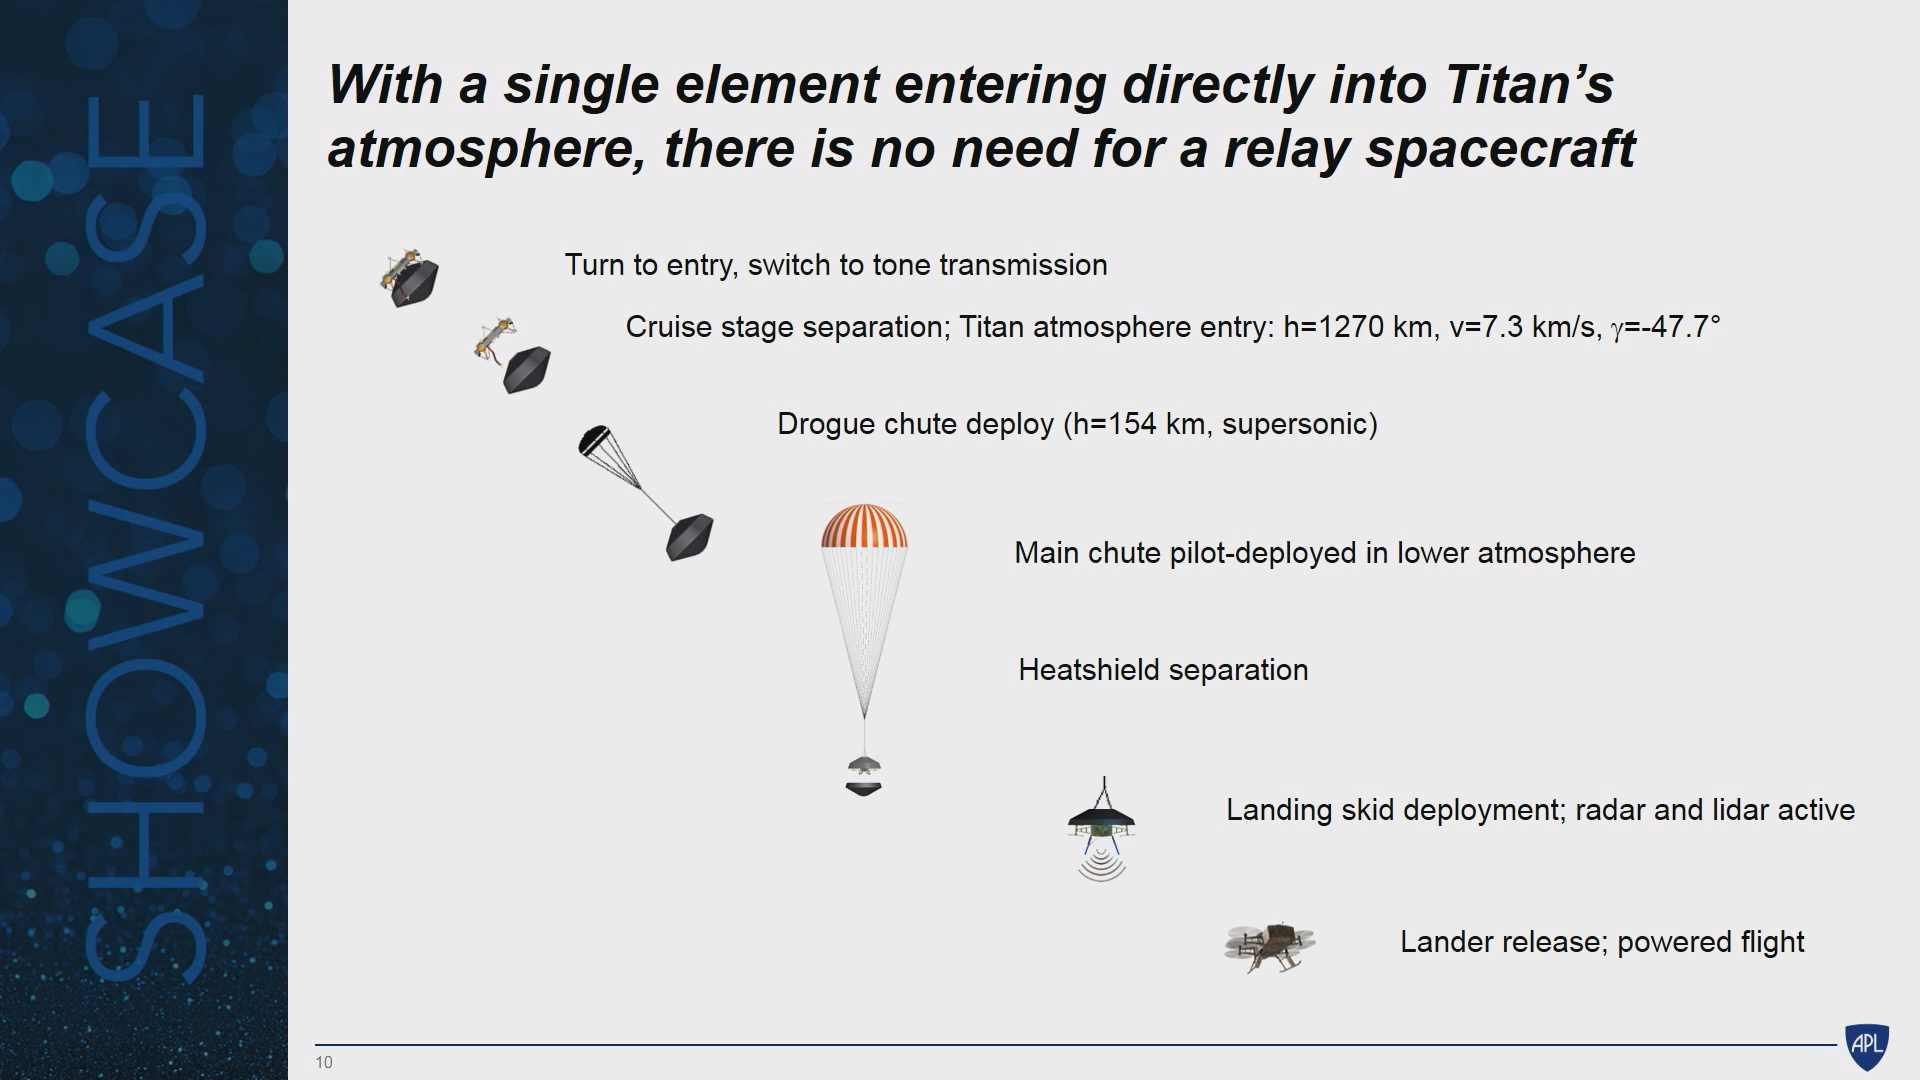 SHOWCASE
With a single element entering directly into Titan’s
atmosphere, there is no need for a relay spacecraft
Turn to entry, switch to tone transmission
Cruise stage separation; Titan atmosphere entry: h=1270 km, v=7.3 km/s, γ=-47.7°
Drogue chute deploy (h=154 km, supersonic)
Main chute pilot-deployed in lower atmosphere
Heatshield separation
Landing skid deployment; radar and lidar active
Lander release; powered flight
10
APL